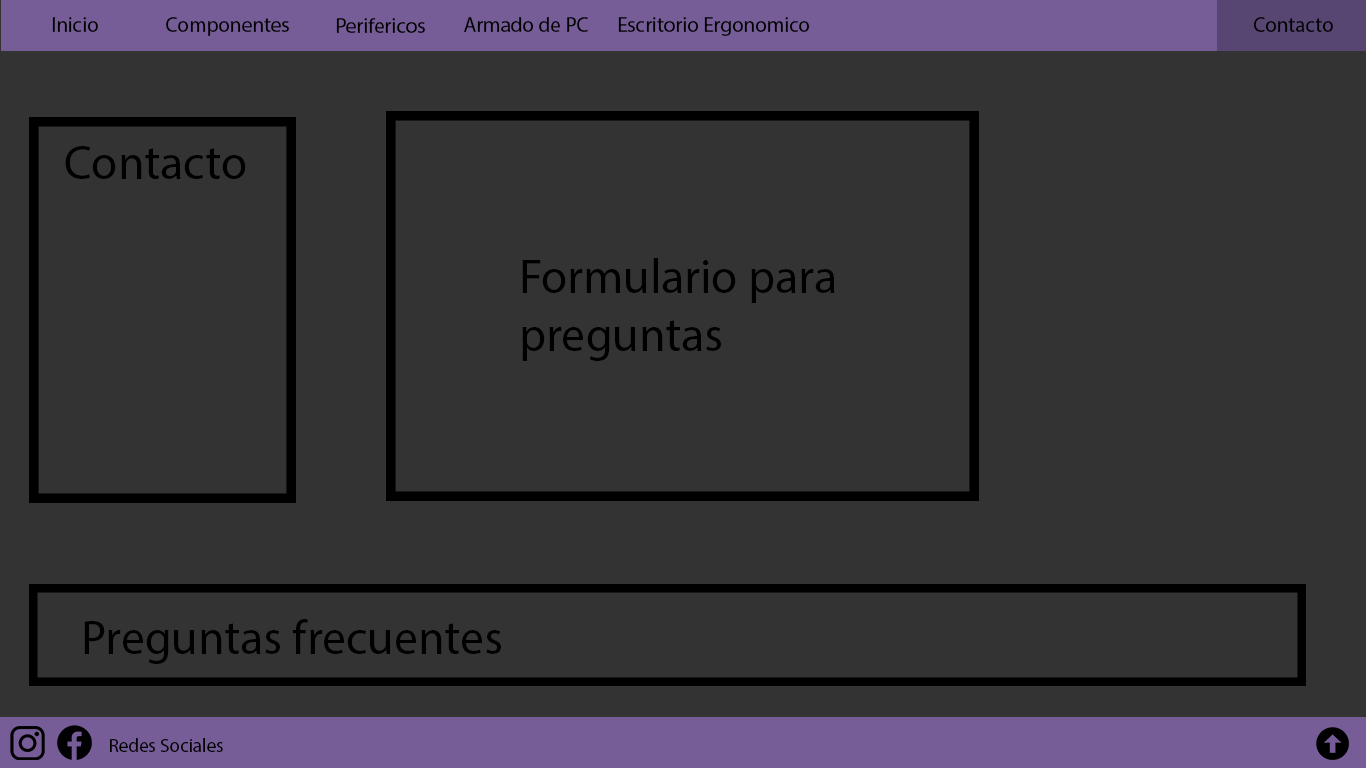 Inicio
Componentes
Perifericos
Armado de PC
Escritorio Ergonomico
Contacto
Contacto
Formulario para
preguntas
Preguntas frecuentes
Redes Sociales